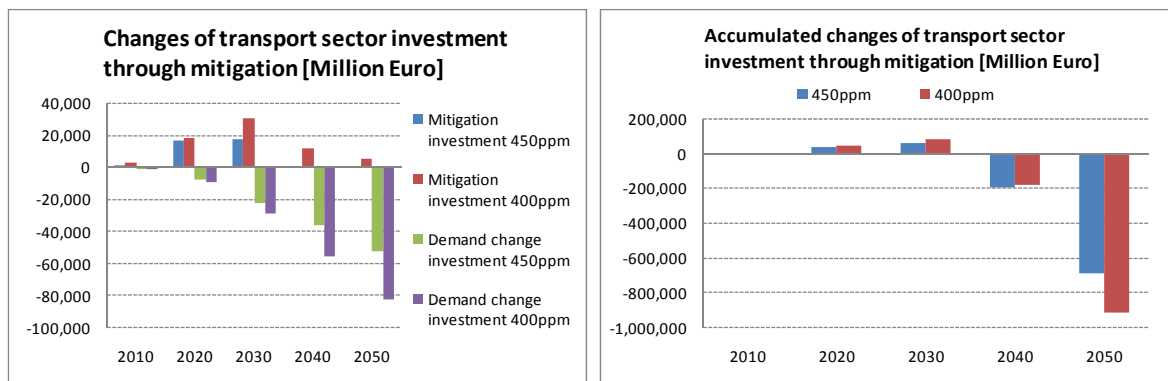 Changes of transport sector investment
through mitigation [Million Euro]
40,000
20,000
0
-20,000
-40,000
-60,000
-80,000
-100,000
2010 2020 2030 2040 2050
Mitigation
investment 450ppm
Mitigation
investment 400ppm
Demand change
investment 450ppm
Demand change
investment 400ppm
Accumulated changes of transport sector
investment through mitigation [Million Euro]
450ppm 400ppm
200,000
0
-200,000
-400,000
-600,000
-800,000
-1,000,000
2010 2020 2030 2040 2050